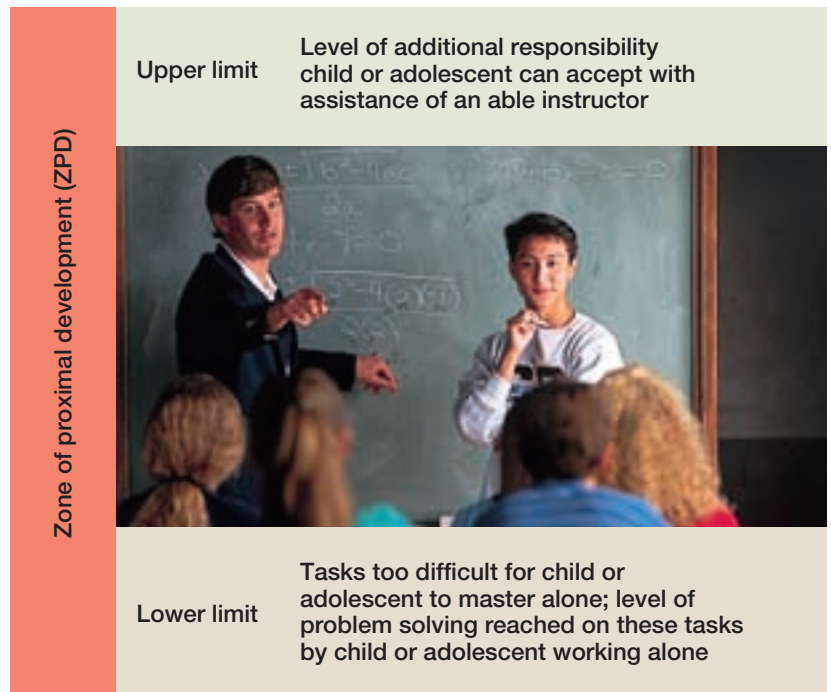 Zone of proximal development (ZPD)
Upper limit
Level of additional responsibility
child or adolescent can accept with
assistance of an able instructor
Lower limit
Tasks too difficult for child or
adolescent to master alone; level of
problem solving reached on these tasks
by child or adolescent working alone